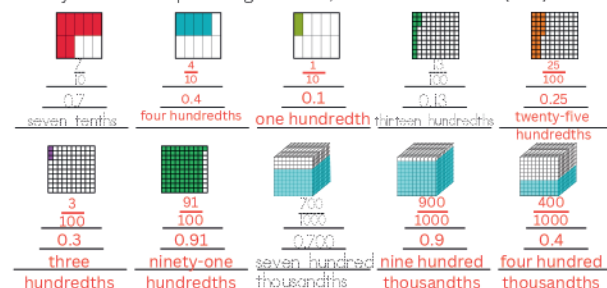 7/10 4/10 1/10 13/100 25/100
0.7 0.4 0.1 0.13 0.25
seven tenths four hundredths one hundredth thirteen hundredths twenty-five hundredths
3/100 91/100 700/1000 900/1000 400/1000
0.3 0.91 0.700 0.9 0.4
three hundredths ninety-one hundredths seven hundred thousandths nine hundred thousandths four hundred thousandths